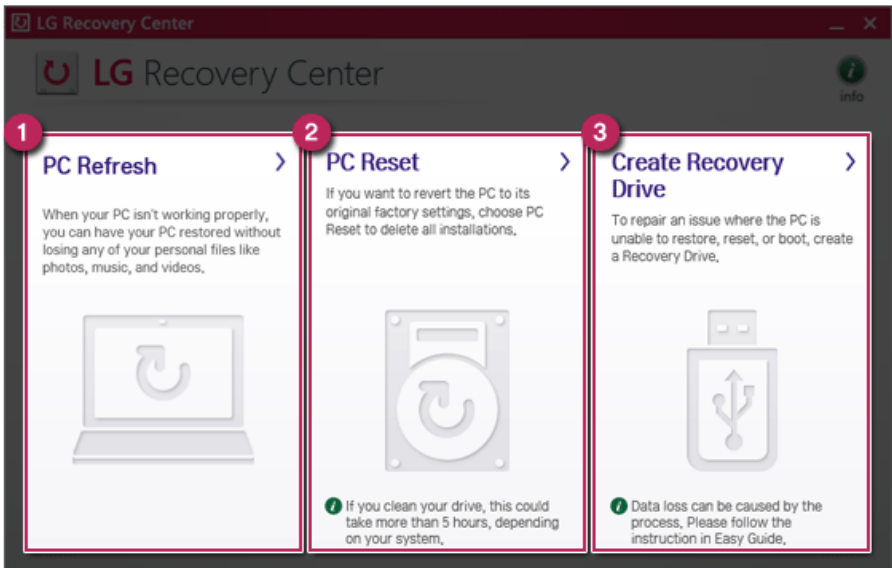 LG Recovery Center
LG Recovery Center
info
1
PC Refresh
When your PC isn't working properly,
you can have your PC restored without
losing any of your personal files like
photos, music, and videos.
2
PC Reset
If you want to revert the PC to its
original factory settings, choose PC
Reset to delete all installations.
If you clean your drive, this could
take more than 5 hours, depending
on your system.
3
Create Recovery
Drive
To repair an issue where the PC is
unable to restore, reset, or boot, create
a Recovery Drive.
Data loss can be caused by the
process. Please follow the
instruction in Easy Guide.